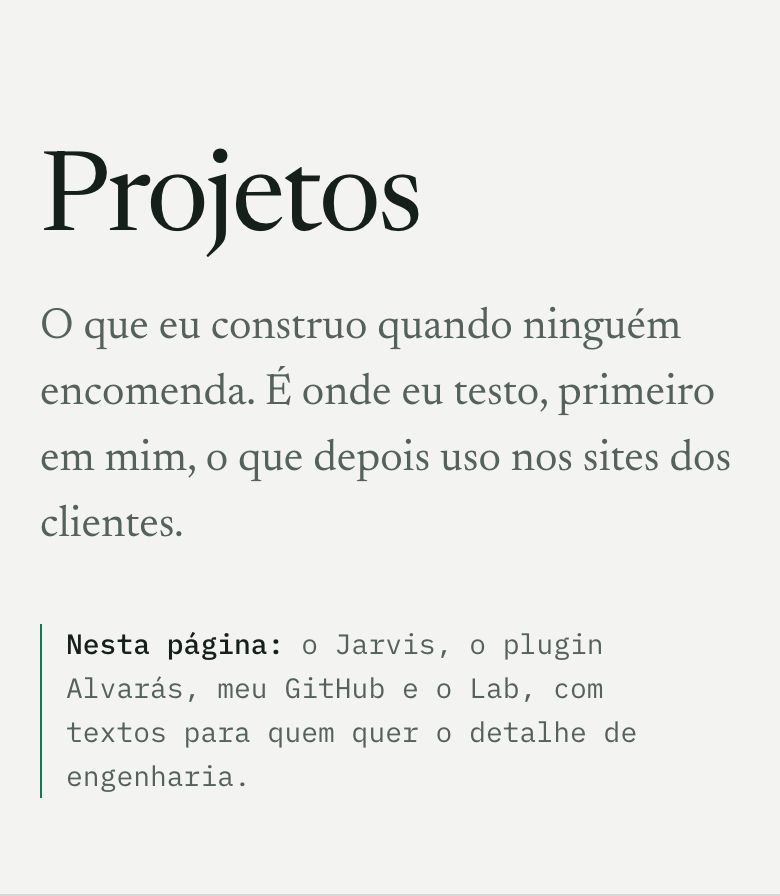 Projetos
O que eu construo quando ninguém
encomenda. É onde eu testo, primeiro
em mim, o que depois uso nos sites dos
clientes.
Nesta página: o Jarvis, o plugin
Alvarás, meu GitHub e o Lab, com
textos para quem quer o detalhe de
engenharia.